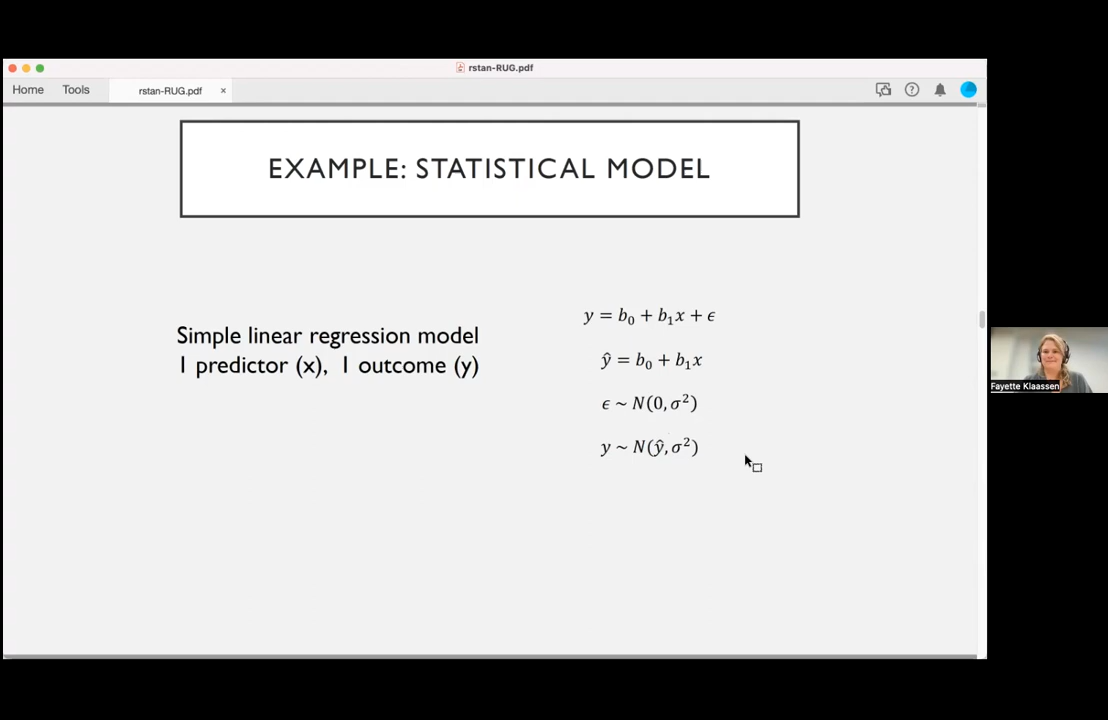 rstan-RUG.pdf
Home Tools rstan-RUG.pdf ×
EXAMPLE: STATISTICAL MODEL
Simple linear regression model
1 predictor (x), 1 outcome (y)
y = b₀ + b₁x + ϵ
ŷ = b₀ + b₁x
ϵ ~ N(0, σ²)
y ~ N(ŷ, σ²)
Fayette Klaassen